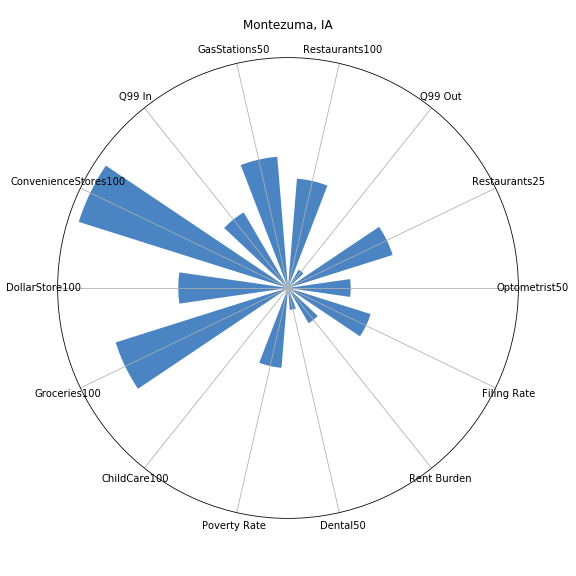 Montezuma, IA
GasStations50
Restaurants100
Q99 In
Q99 Out
ConvenienceStores100
Restaurants25
DollarStore100
Optometrist50
Groceries100
Filing Rate
ChildCare100
Rent Burden
Poverty Rate
Dental50